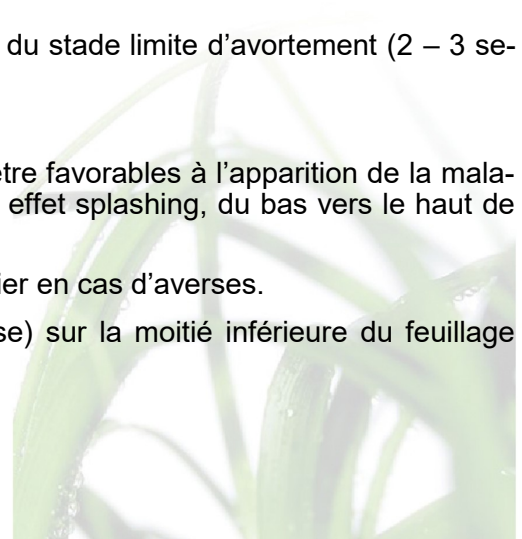 du stade limite d’avortement (2 – 3 se-
être favorables à l’apparition de la mala-
effet splashing, du bas vers le haut de
ier en cas d’averses.
se) sur la moitié inférieure du feuillage